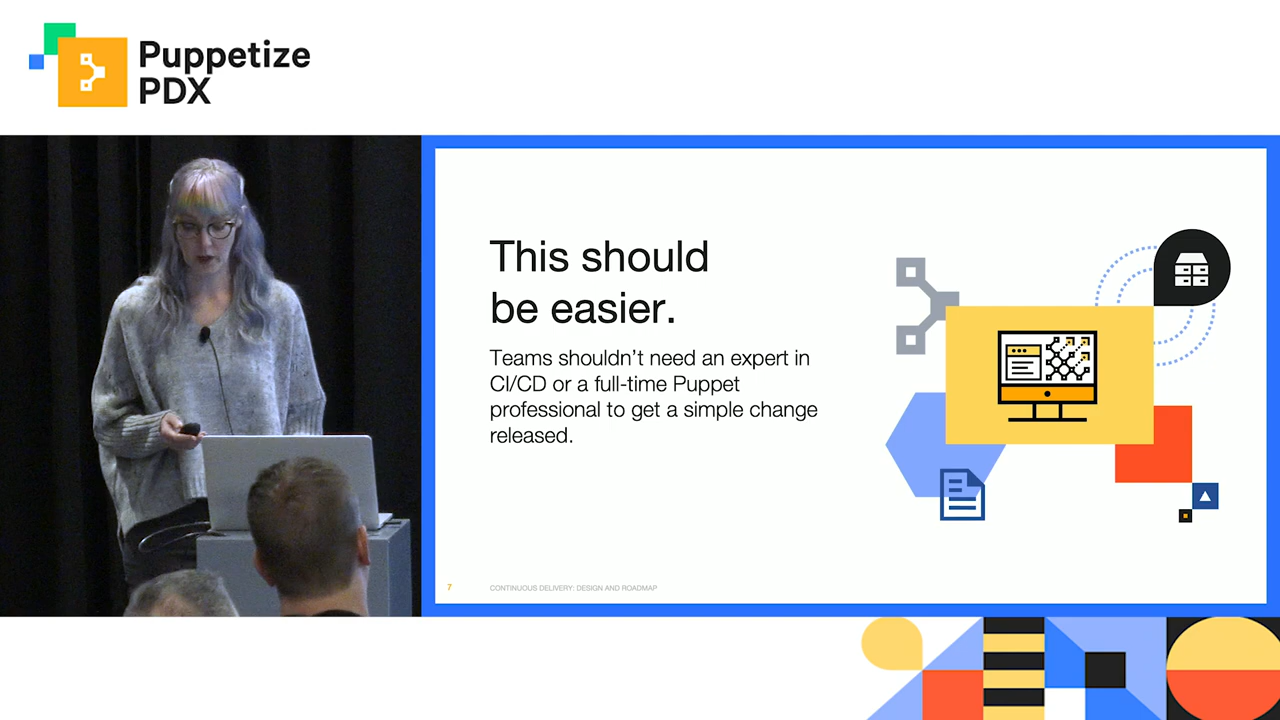 Puppetize
PDX
This should
be easier.
Teams shouldn’t need an expert in
CI/CD or a full-time Puppet
professional to get a simple change
released.
7
CONTINUOUS DELIVERY: DESIGN AND ROADMAP